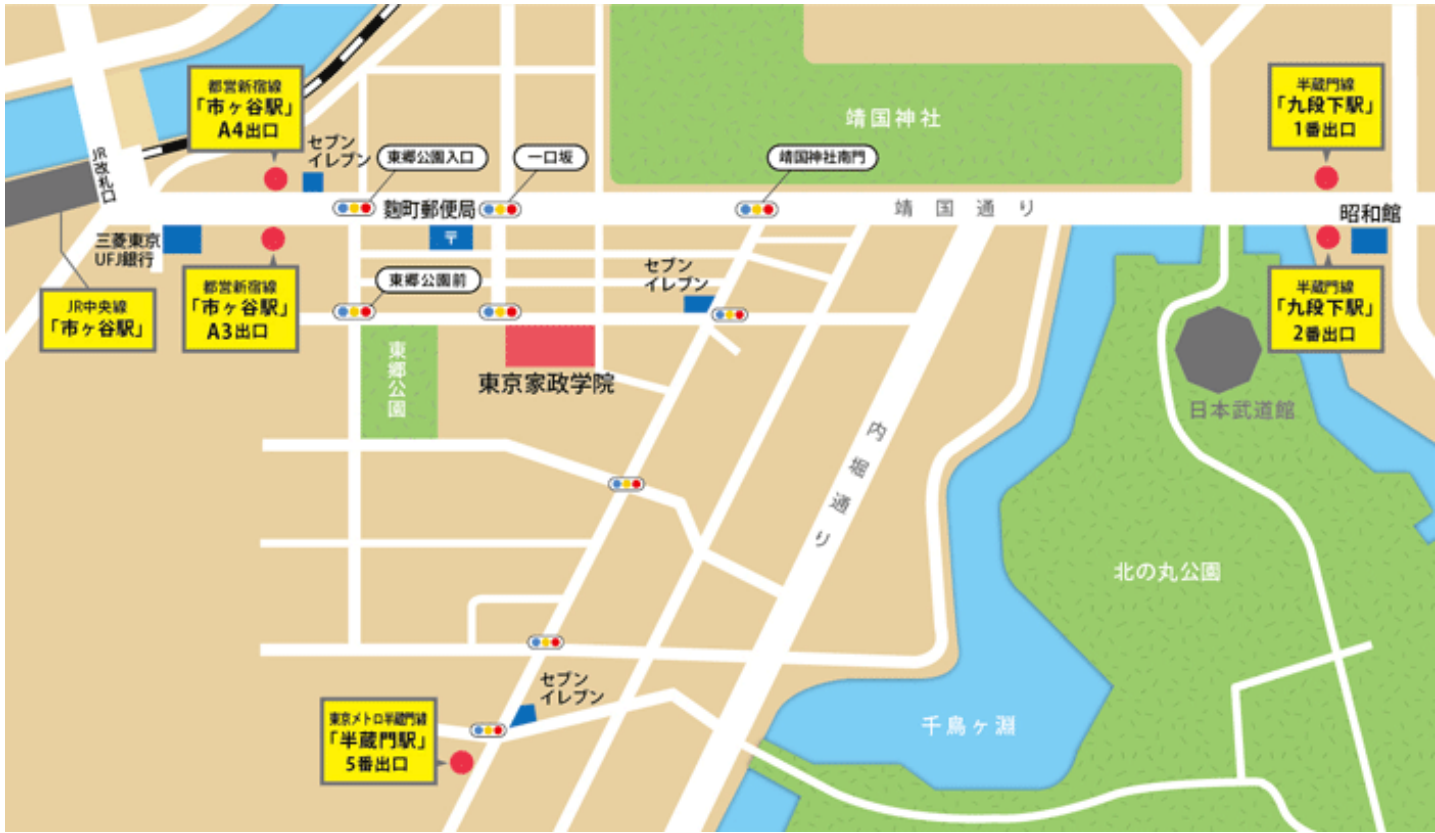 都営新宿線
「市ヶ谷駅」
A4出口
セブン
イレブン
東郷公園入口
一口坂
靖国神社
靖国神社南門
半蔵門線
「九段下駅」
1番出口
JR改札口
麹町郵便局
〒
靖国通り
昭和館
三菱東京
UFJ銀行
JR中央線
「市ヶ谷駅」
都営新宿線
「市ヶ谷駅」
A3出口
東郷公園前
セブン
イレブン
半蔵門線
「九段下駅」
2番出口
東郷公園
東京家政学院
日本武道館
内堀通り
北の丸公園
セブン
イレブン
東京メトロ半蔵門線
「半蔵門駅」
5番出口
千鳥ヶ淵